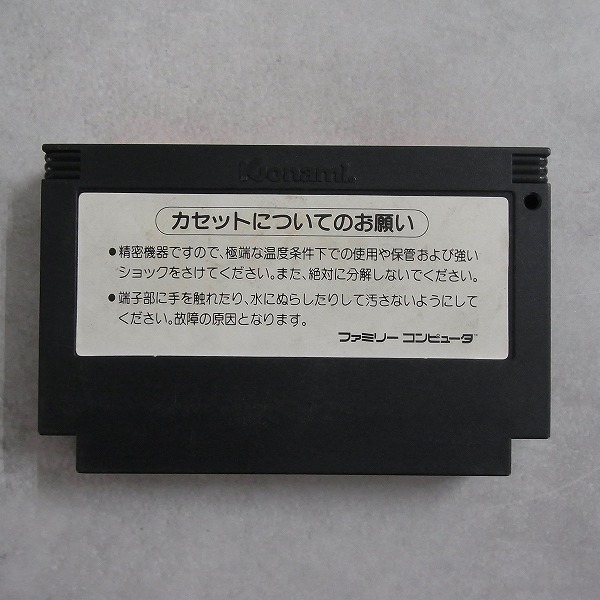 Konami
カセットについてのお願い
●精密機器ですので、極端な温度条件下での使用や保管および強い
ショックをさけてください。また、絶対に分解しないでください。
●端子部に手を触れたり、水にぬらしたりして汚さないようにして
ください。故障の原因となります。
ファミリー コンピュータ™